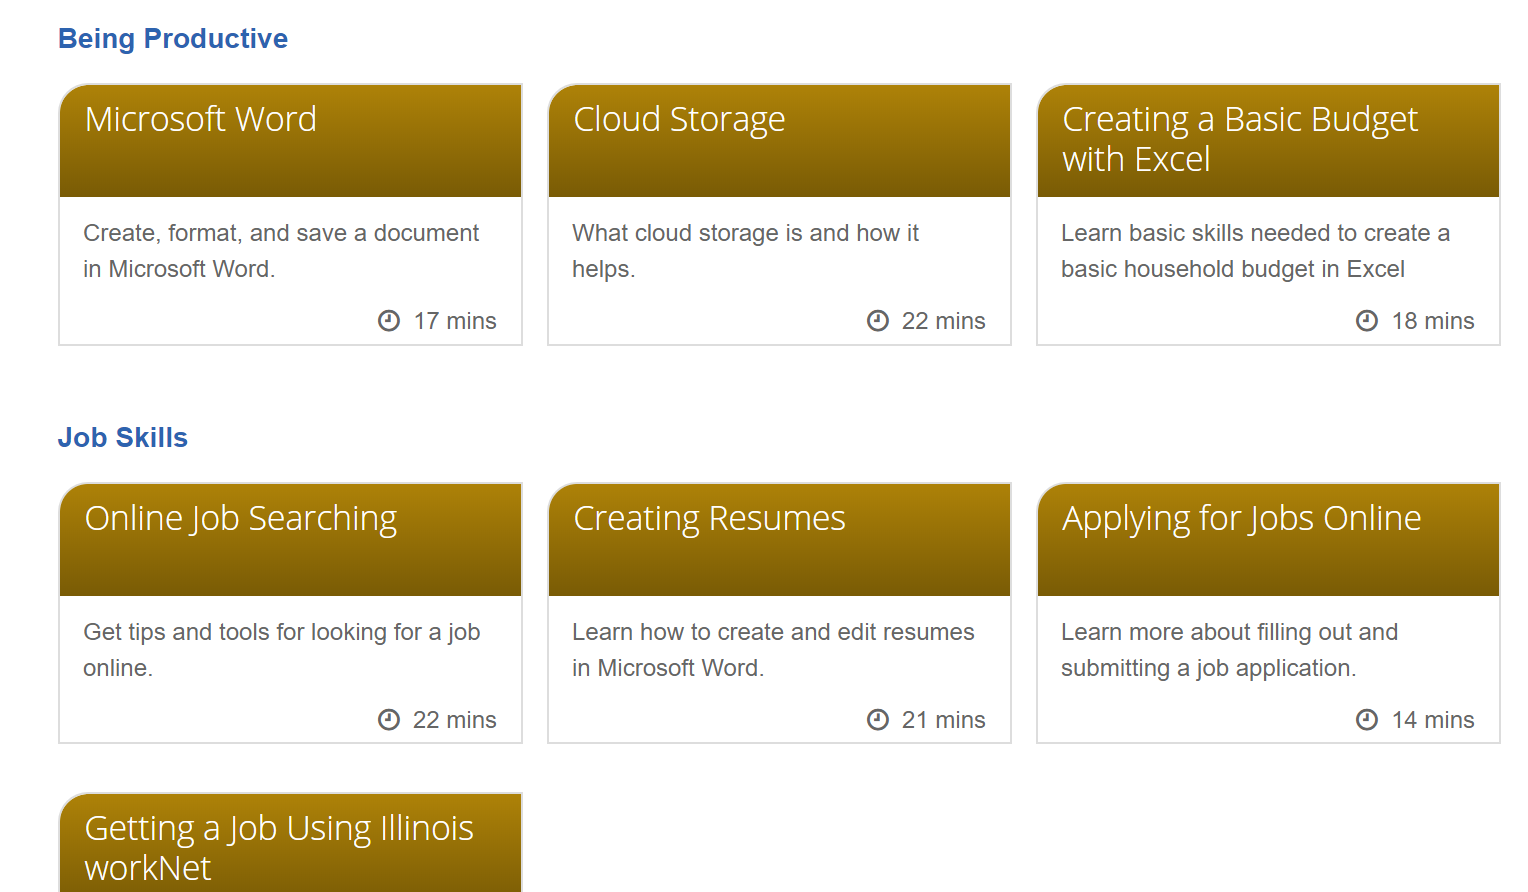 Being Productive
Microsoft Word
Create, format, and save a document
in Microsoft Word.
17 mins
Cloud Storage
What cloud storage is and how it
helps.
22 mins
Creating a Basic Budget
with Excel
Learn basic skills needed to create a
basic household budget in Excel
18 mins
Job Skills
Online Job Searching
Get tips and tools for looking for a job
online.
22 mins
Creating Resumes
Learn how to create and edit resumes
in Microsoft Word.
21 mins
Applying for Jobs Online
Learn more about filling out and
submitting a job application.
14 mins
Getting a Job Using Illinois
workNet